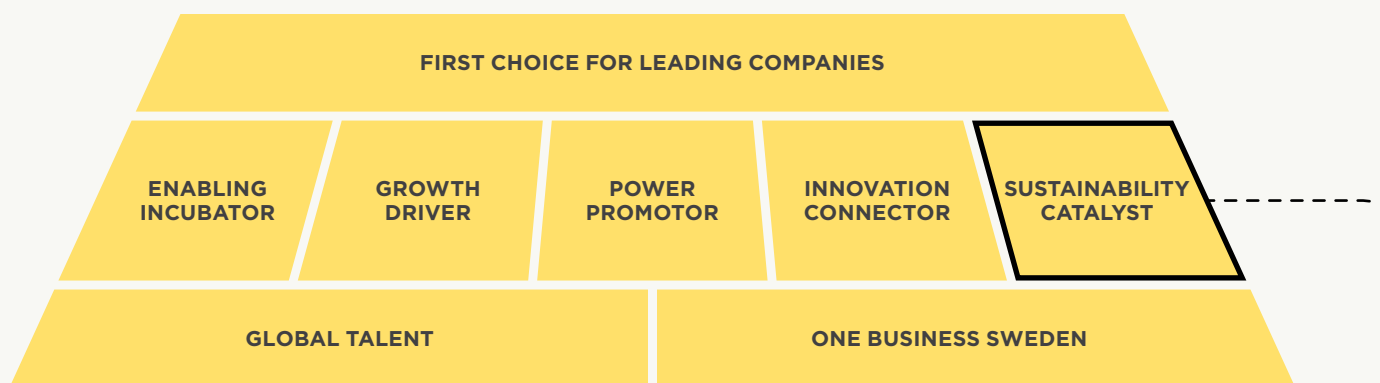 FIRST CHOICE FOR LEADING COMPANIES
ENABLING
INCUBATOR
GROWTH
DRIVER
POWER
PROMOTOR
INNOVATION
CONNECTOR
SUSTAINABILITY
CATALYST
GLOBAL TALENT
ONE BUSINESS SWEDEN